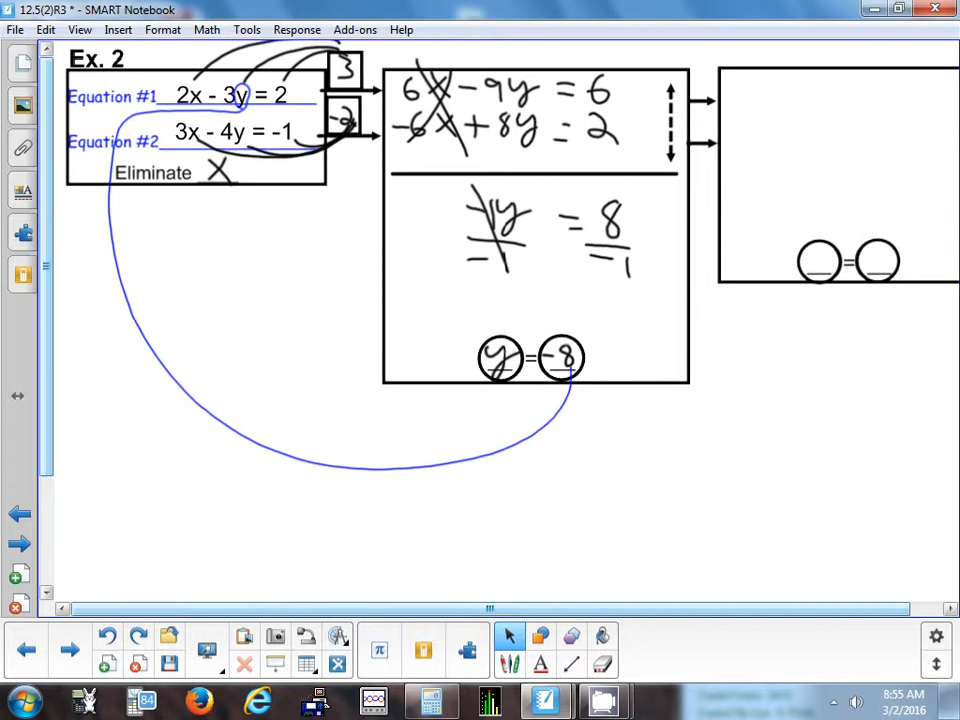 12.5(2)R3 * - SMART Notebook
File Edit View Insert Format Math Tools Response Add-ons Help
Ex. 2
3
Equation #1 2x - 3y = 2
-2
Equation #2 3x - 4y = -1
Eliminate X
6x - 9y = 6
-6x + 8y = 2
-1y = 8
-1 -1
y = -8
=
π
A
84
8:55 AM
3/2/2016